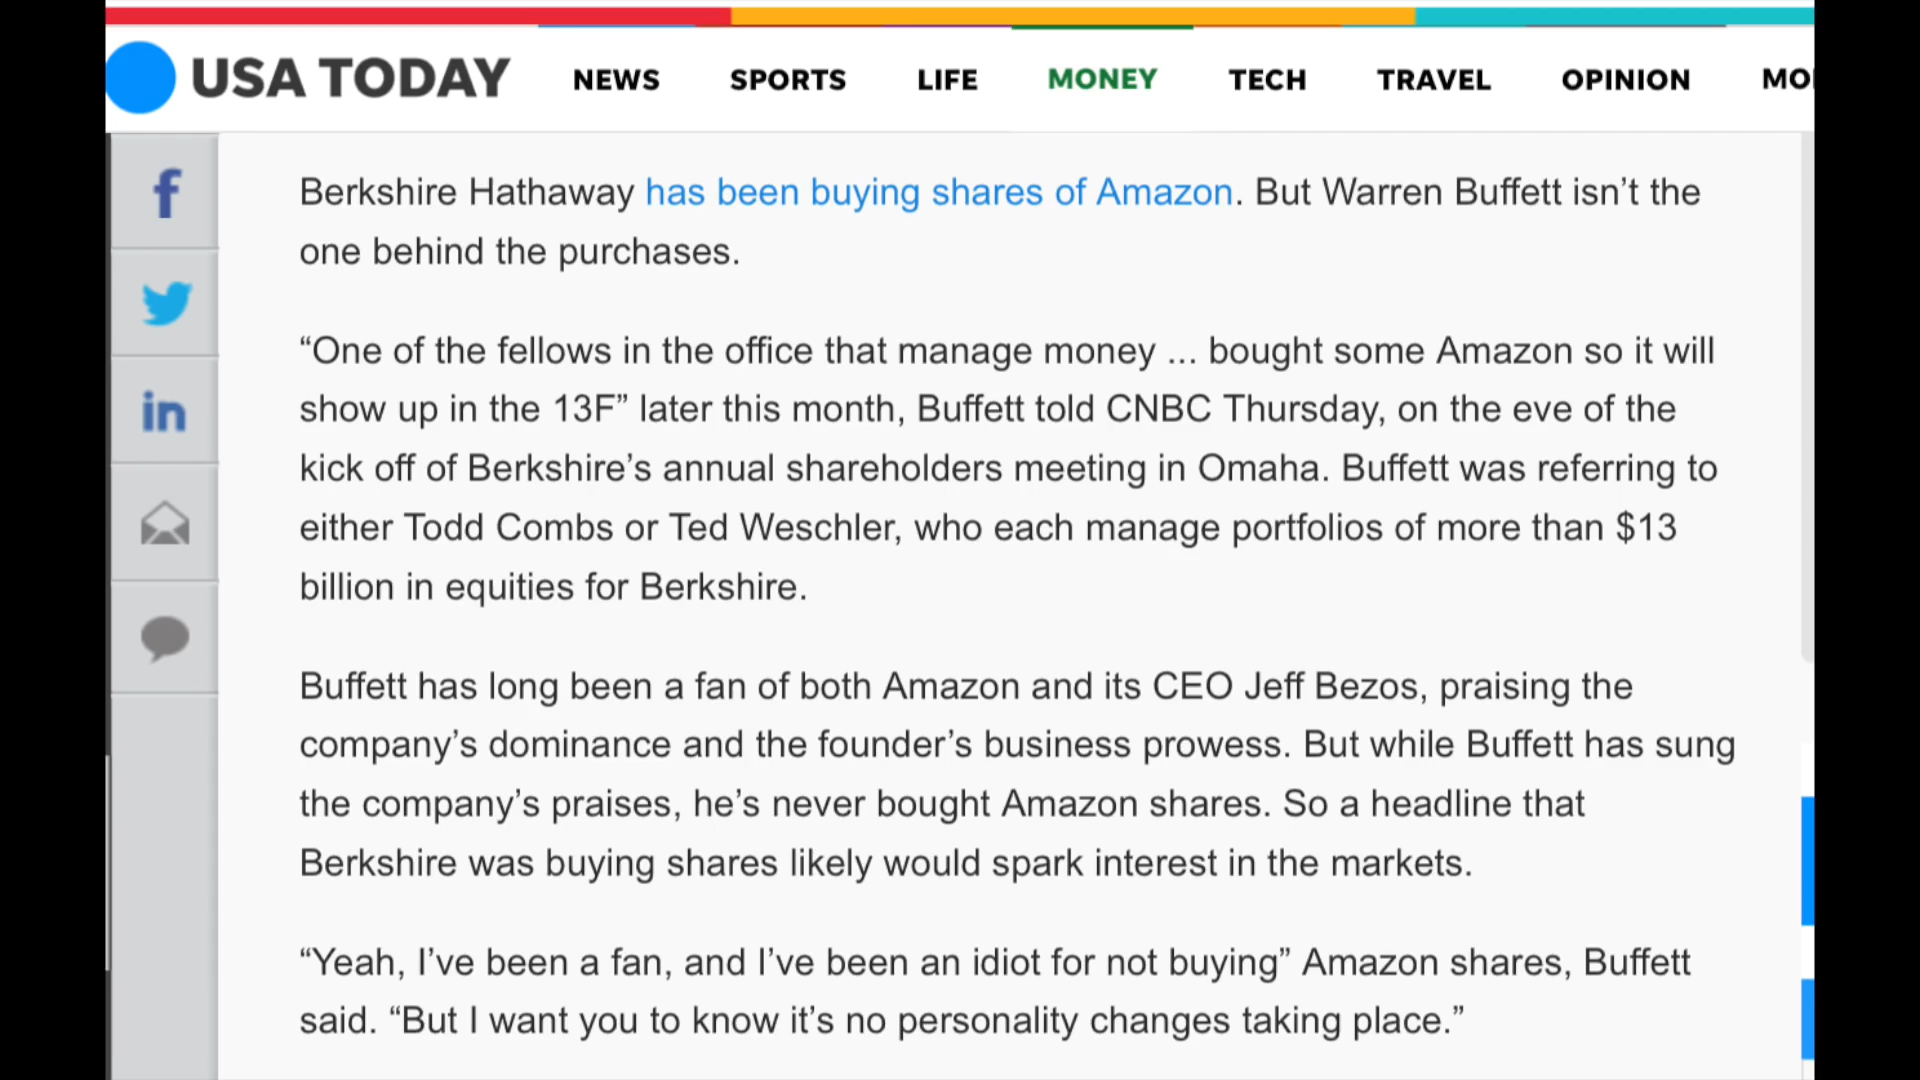 USA TODAY NEWS SPORTS LIFE MONEY TECH TRAVEL OPINION MO
f
in
Berkshire Hathaway has been buying shares of Amazon. But Warren Buffett isn’t the
one behind the purchases.
“One of the fellows in the office that manage money ... bought some Amazon so it will
show up in the 13F” later this month, Buffett told CNBC Thursday, on the eve of the
kick off of Berkshire’s annual shareholders meeting in Omaha. Buffett was referring to
either Todd Combs or Ted Weschler, who each manage portfolios of more than $13
billion in equities for Berkshire.
Buffett has long been a fan of both Amazon and its CEO Jeff Bezos, praising the
company’s dominance and the founder’s business prowess. But while Buffett has sung
the company’s praises, he’s never bought Amazon shares. So a headline that
Berkshire was buying shares likely would spark interest in the markets.
“Yeah, I’ve been a fan, and I’ve been an idiot for not buying” Amazon shares, Buffett
said. “But I want you to know it’s no personality changes taking place.”